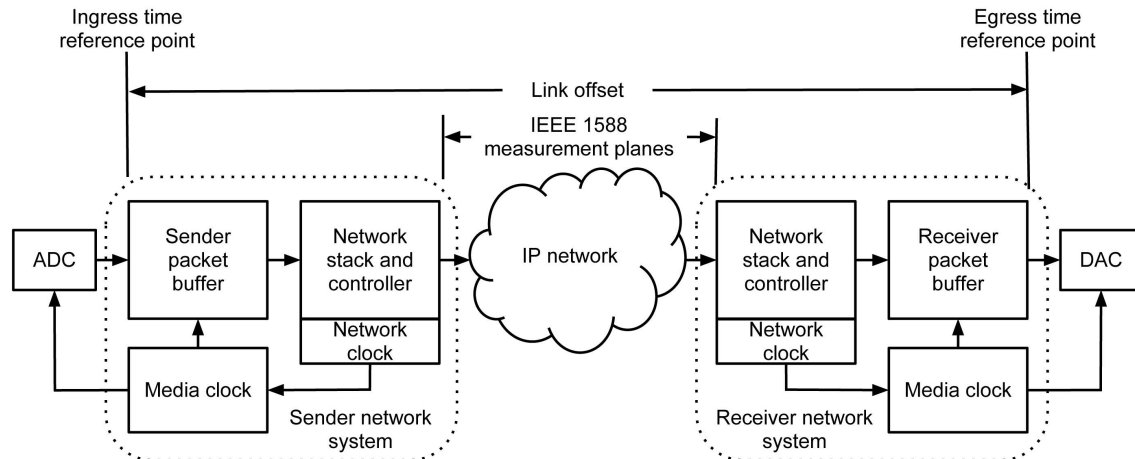 Ingress time
reference point
Egress time
reference point
Link offset
IEEE 1588
measurement planes
ADC
Sender
packet
buffer
Network
stack and
controller
IP network
Network
stack and
controller
Receiver
packet
buffer
DAC
Network
clock
Network
clock
Media clock
Media clock
Sender network
system
Receiver network
system